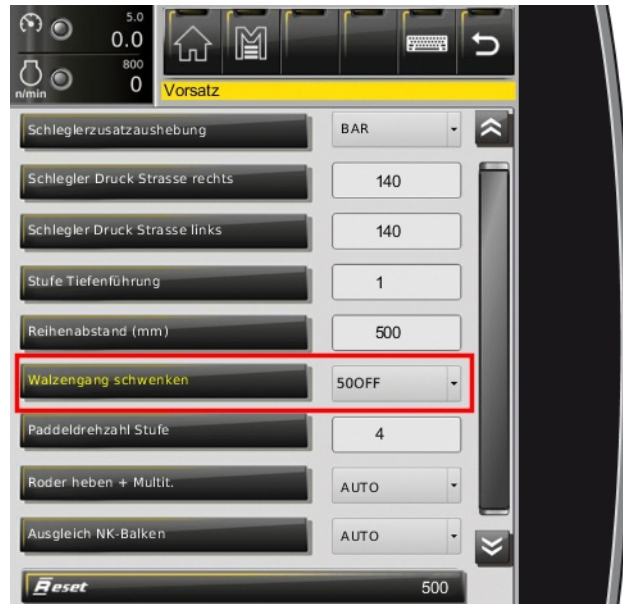 5.0
0.0
800
n/min 0
Vorsatz
Schleglerzusatzaushebung BAR
Schlegler Druck Strasse rechts 140
Schlegler Druck Strasse links 140
Stufe Tiefenführung 1
Reihenabstand (mm) 500
Walzengang schwenken 50OFF
Paddeldrehzahl Stufe 4
Roder heben + Multit. AUTO
Ausgleich NK-Balken AUTO
Reset 500